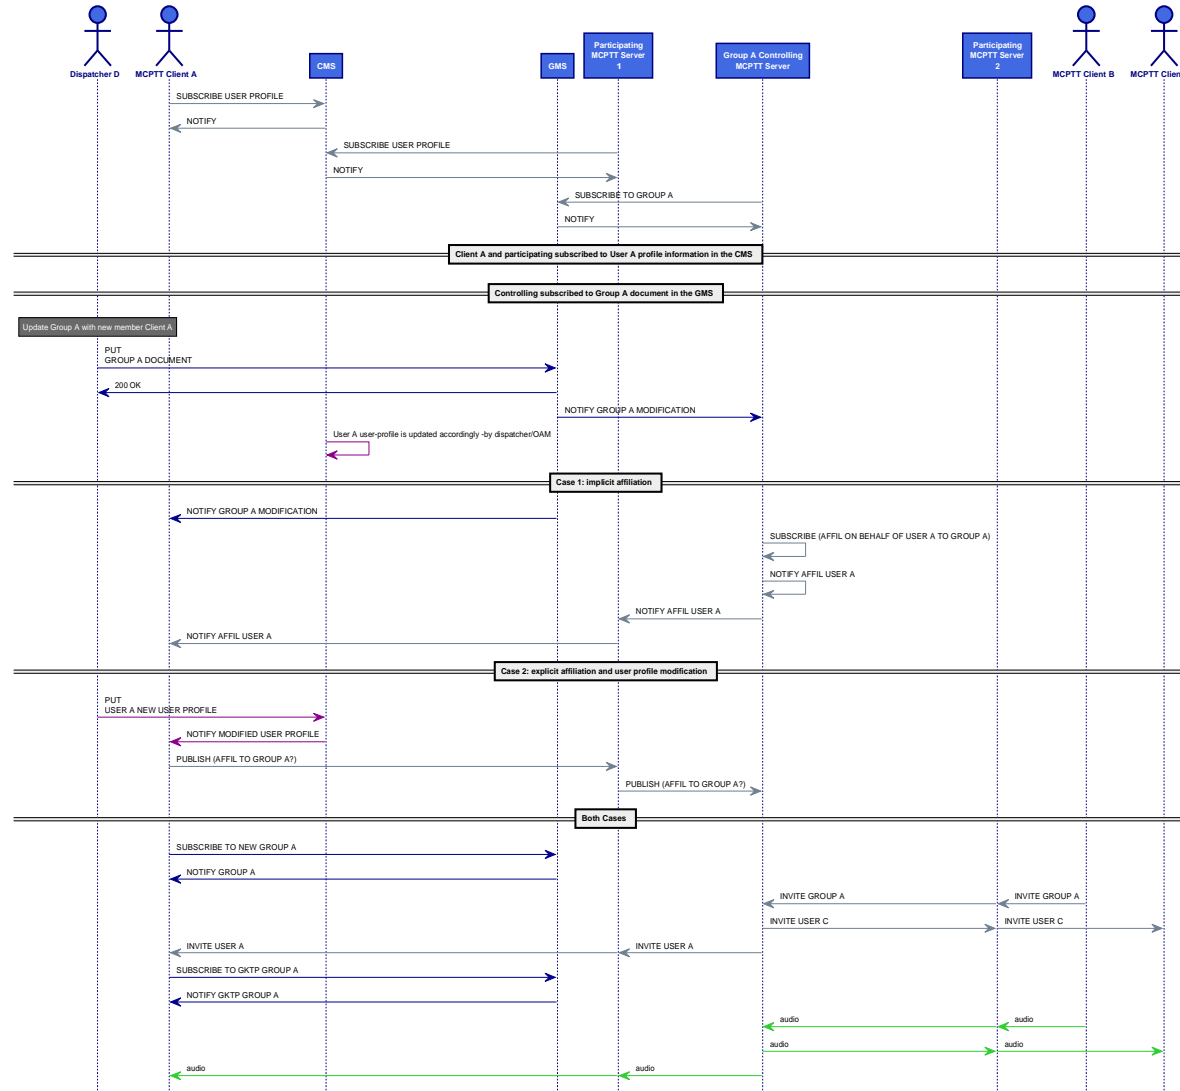 Dispatcher D
MCPTT Client A
CMS
GMS
Participating
MCPTT Server
1
Group A Controlling
MCPTT Server
Participating
MCPTT Server
2
MCPTT Client B
MCPTT Clien
SUBSCRIBE USER PROFILE
NOTIFY
SUBSCRIBE USER PROFILE
NOTIFY
SUBSCRIBE TO GROUP A
NOTIFY
Client A and participating subscribed to User A profile information in the CMS
Controlling subscribed to Group A document in the GMS
Update Group A with new member Client A
PUT
GROUP A DOCUMENT
200 OK
NOTIFY GROUP A MODIFICATION
User A user-profile is updated accordingly -by dispatcher/OAM
Case 1: implicit affiliation
NOTIFY GROUP A MODIFICATION
SUBSCRIBE (AFFIL ON BEHALF OF USER A TO GROUP A)
NOTIFY AFFIL USER A
NOTIFY AFFIL USER A
NOTIFY AFFIL USER A
Case 2: explicit affiliation and user profile modification
PUT
USER A NEW USER PROFILE
NOTIFY MODIFIED USER PROFILE
PUBLISH (AFFIL TO GROUP A?)
PUBLISH (AFFIL TO GROUP A?)
Both Cases
SUBSCRIBE TO NEW GROUP A
NOTIFY GROUP A
INVITE GROUP A
INVITE GROUP A
INVITE USER C
INVITE USER C
INVITE USER A
INVITE USER A
SUBSCRIBE TO GKTP GROUP A
NOTIFY GKTP GROUP A
audio
audio
audio
audio
audio
audio